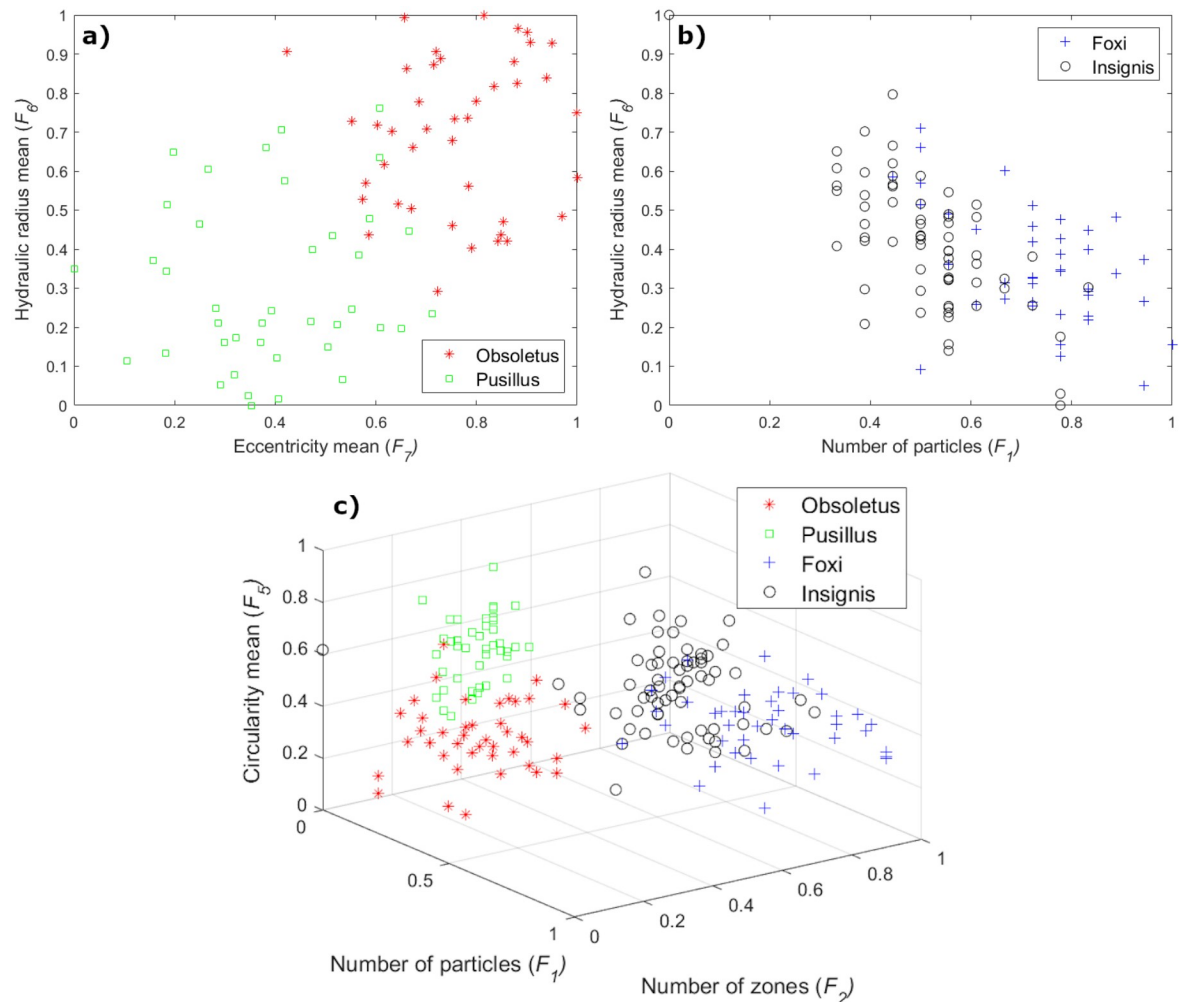 a)
1
0.9
0.8
0.7
0.6
0.5
0.4
0.3
0.2
0.1
0
Hydraulic radius mean (F6)
Obsoletus
Pusillus
0 0.2 0.4 0.6 0.8 1
Eccentricity mean (F7)
b)
1
0.9
0.8
0.7
0.6
0.5
0.4
0.3
0.2
0.1
0
Hydraulic radius mean (F6)
Foxi
Insignis
0 0.2 0.4 0.6 0.8 1
Number of particles (F1)
c)
Obsoletus
Pusillus
Foxi
Insignis
1
0.8
0.6
0.4
0.2
0
Circularity mean (F5)
0
0.5
1
Number of particles (F1)
0
0.2
0.4
0.6
0.8
1
Number of zones (F2)